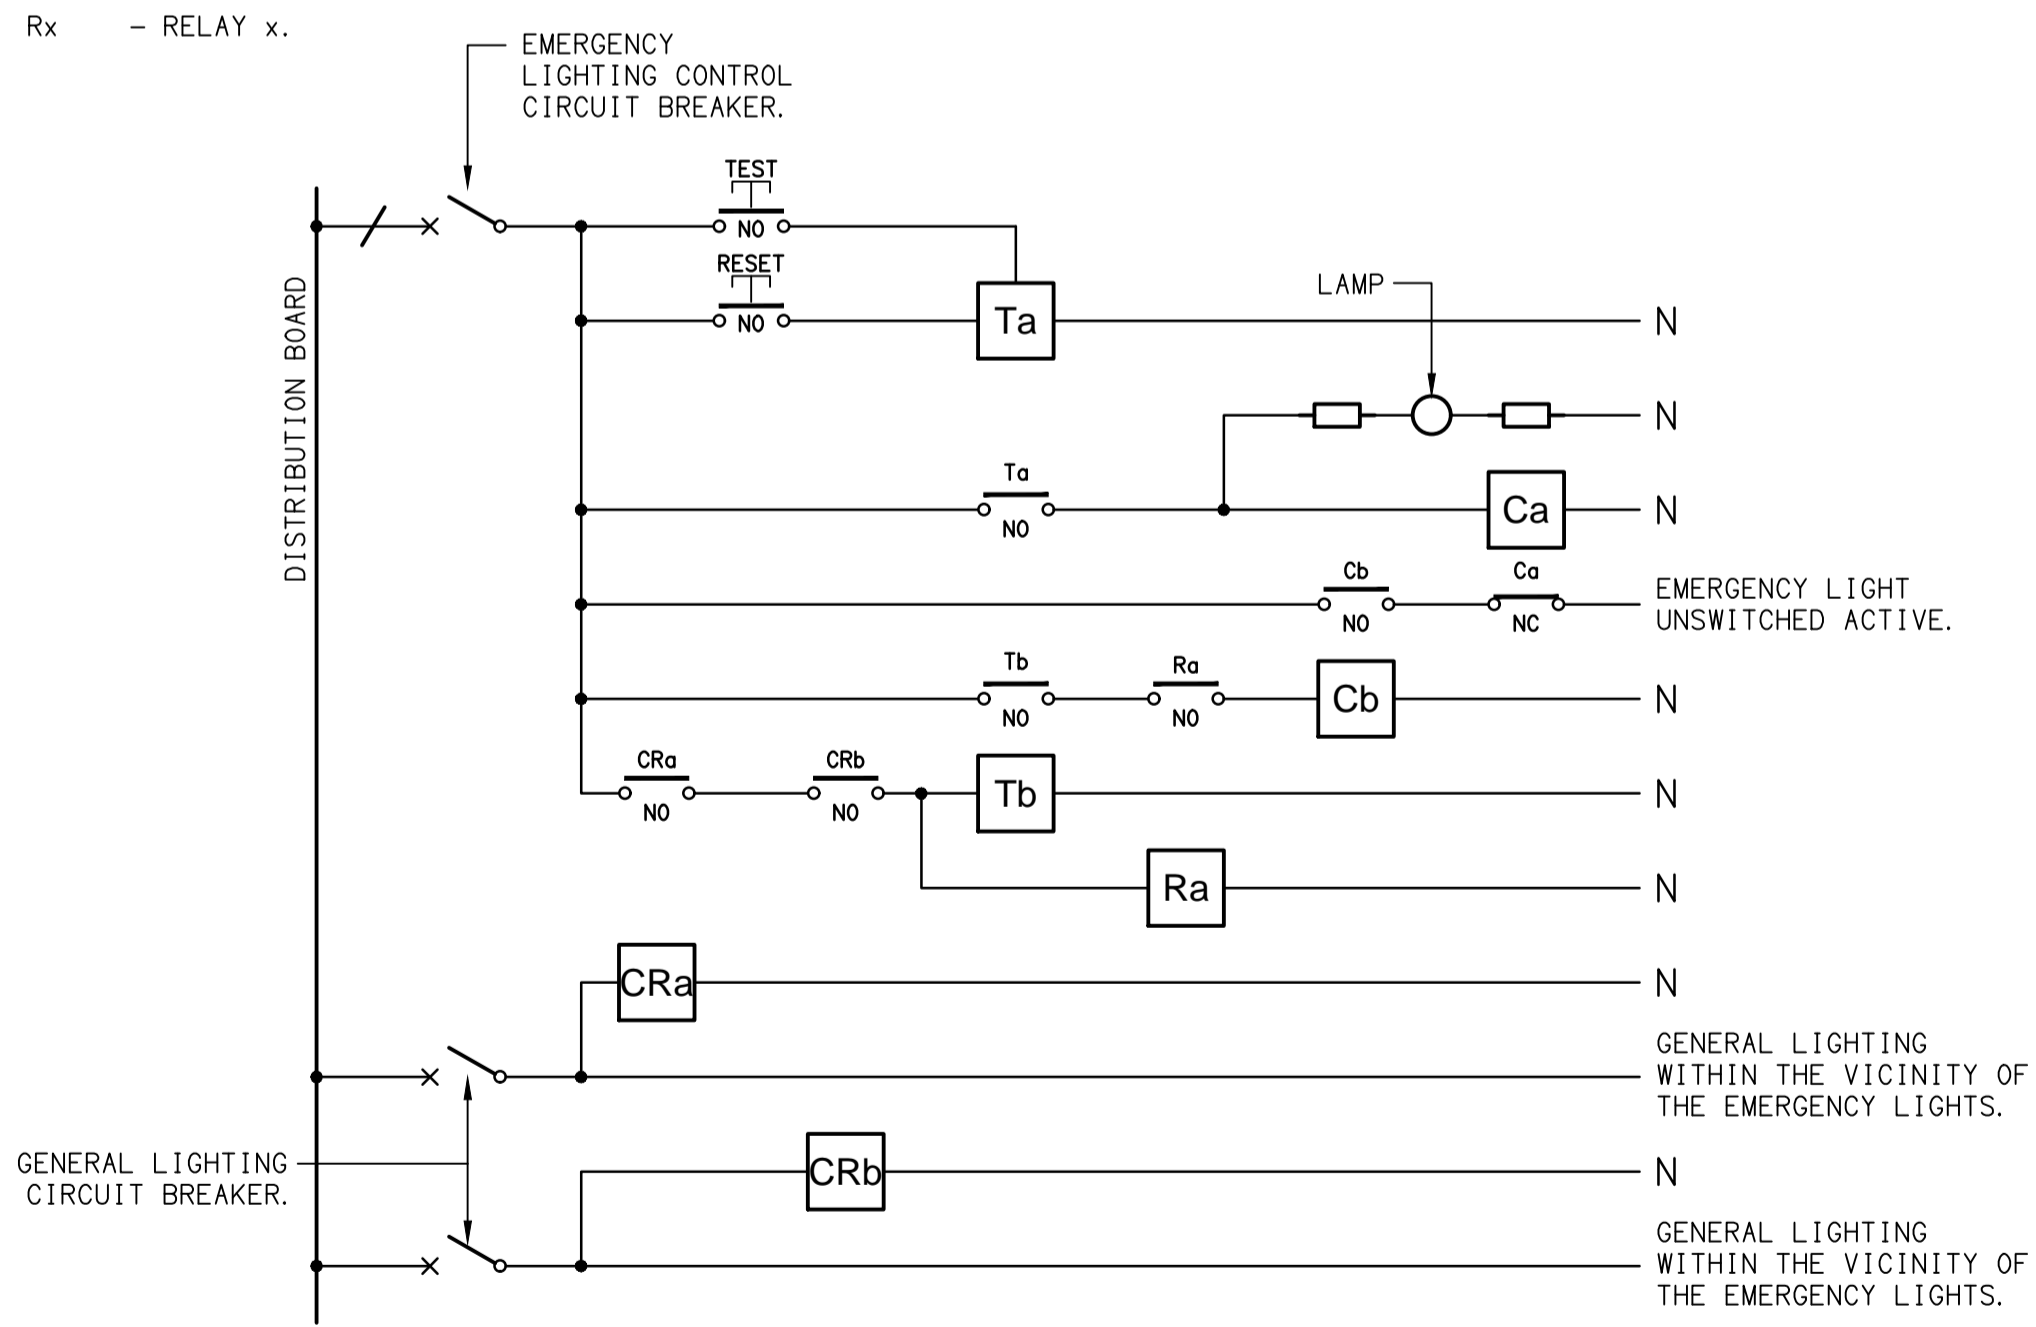 Rx - RELAY x.
EMERGENCY
LIGHTING CONTROL
CIRCUIT BREAKER.
TEST
NO
RESET
NO
Ta
N
LAMP
N
DISTRIBUTION BOARD
Ta
NO
Ca
N
Cb
NO
Ca
NC
EMERGENCY LIGHT
UNSWITCHED ACTIVE.
Tb
NO
Ra
NO
Cb
N
CRa
NO
CRb
NO
Tb
N
Ra
N
CRa
N
GENERAL LIGHTING
WITHIN THE VICINITY OF
THE EMERGENCY LIGHTS.
GENERAL LIGHTING
CIRCUIT BREAKER.
CRb
N
GENERAL LIGHTING
WITHIN THE VICINITY OF
THE EMERGENCY LIGHTS.